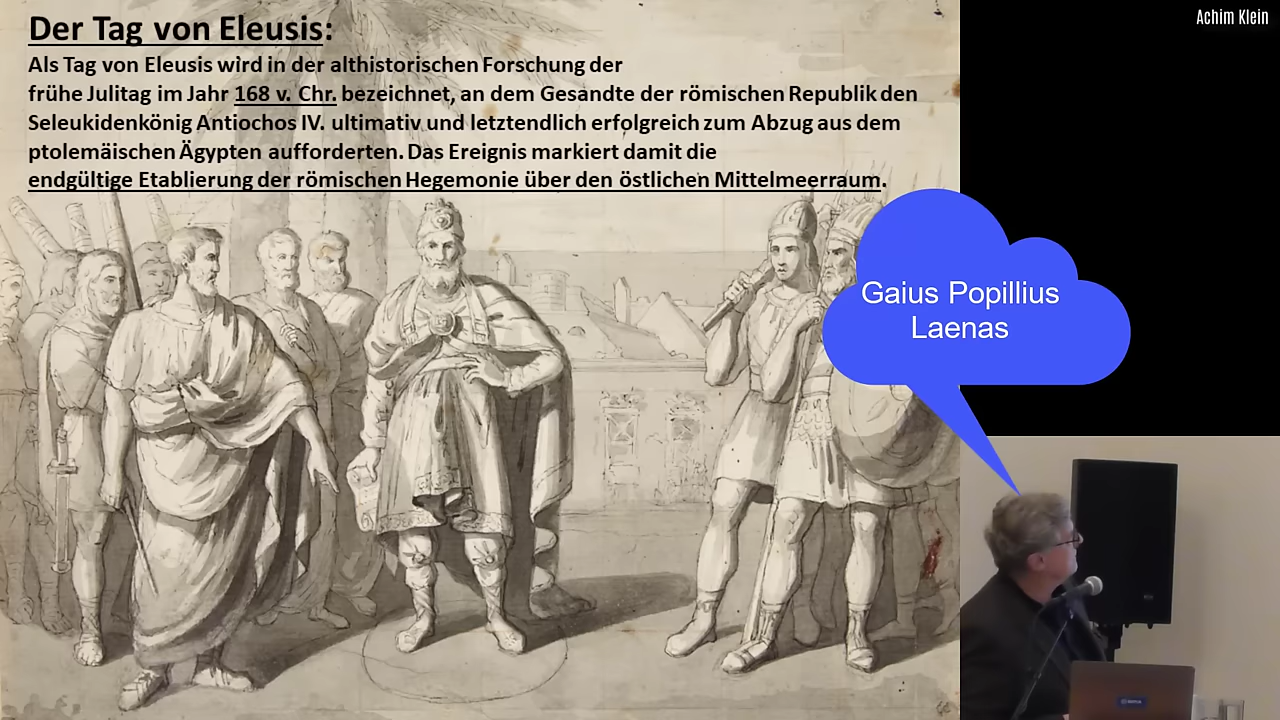 Der Tag von Eleusis:
Als Tag von Eleusis wird in der althistorischen Forschung der
frühe Julitag im Jahr 168 v. Chr. bezeichnet, an dem Gesandte der römischen Republik den
Seleukidenkönig Antiochos IV. ultimativ und letztendlich erfolgreich zum Abzug aus dem
ptolemäischen Ägypten aufforderten. Das Ereignis markiert damit die
endgültige Etablierung der römischen Hegemonie über den östlichen Mittelmeerraum.
Achim Klein
Gaius Popillius
Laenas